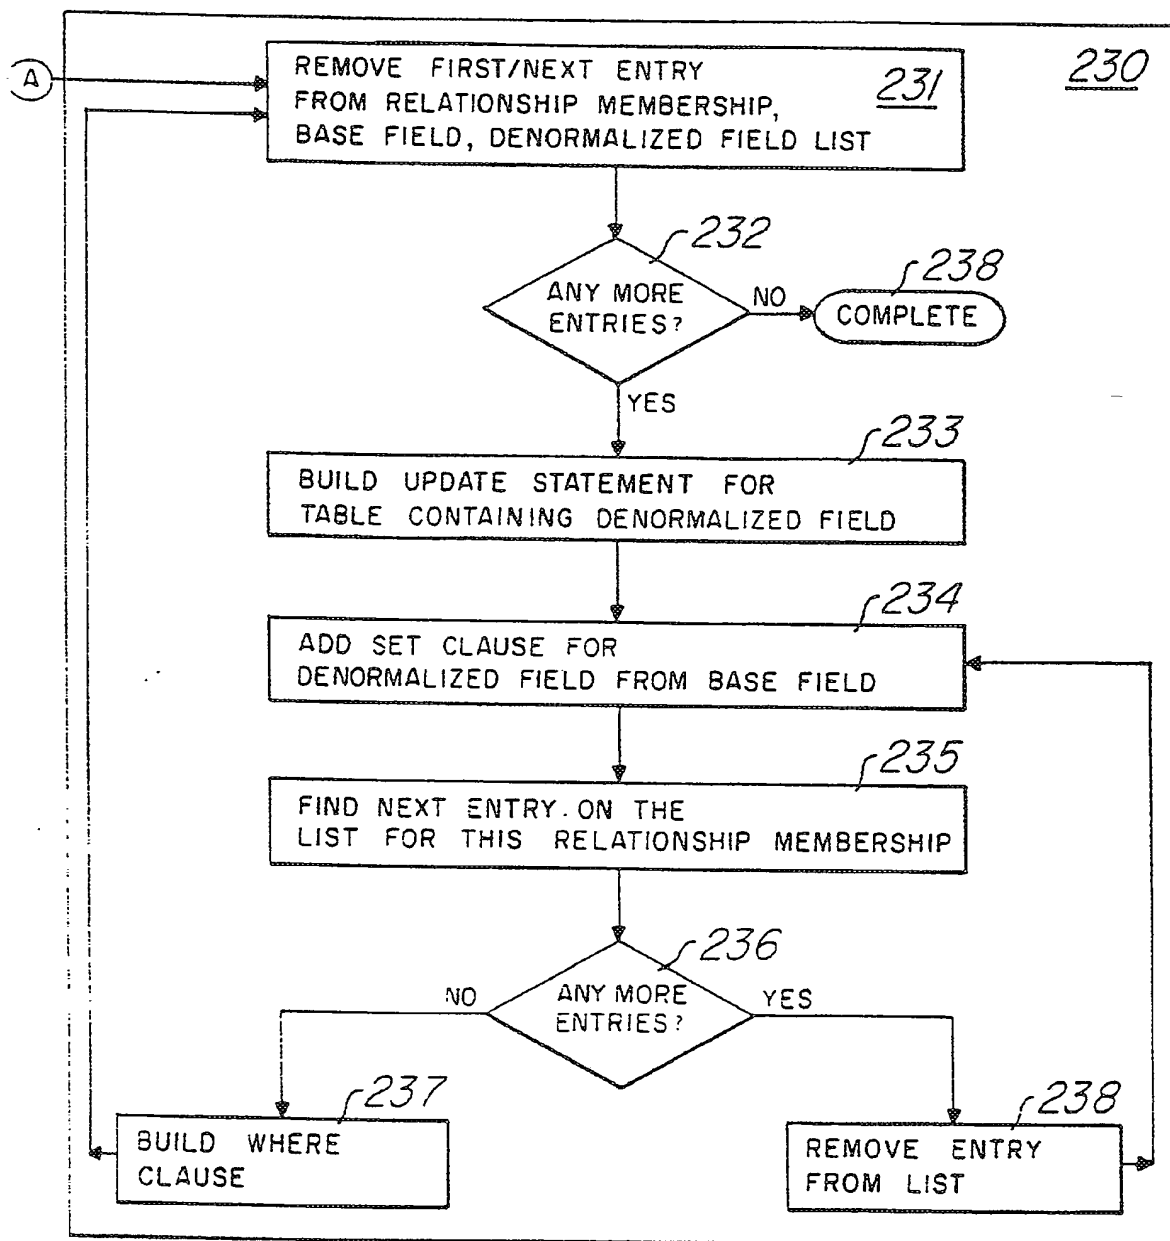 230
A
REMOVE FIRST/NEXT ENTRY
FROM RELATIONSHIP MEMBERSHIP,
BASE FIELD, DENORMALIZED FIELD LIST
231
232
ANY MORE
ENTRIES?
NO
238
COMPLETE
YES
233
BUILD UPDATE STATEMENT FOR
TABLE CONTAINING DENORMALIZED FIELD
234
ADD SET CLAUSE FOR
DENORMALIZED FIELD FROM BASE FIELD
235
FIND NEXT ENTRY ON THE
LIST FOR THIS RELATIONSHIP MEMBERSHIP
236
ANY MORE
ENTRIES?
NO
YES
237
BUILD WHERE
CLAUSE
238
REMOVE ENTRY
FROM LIST